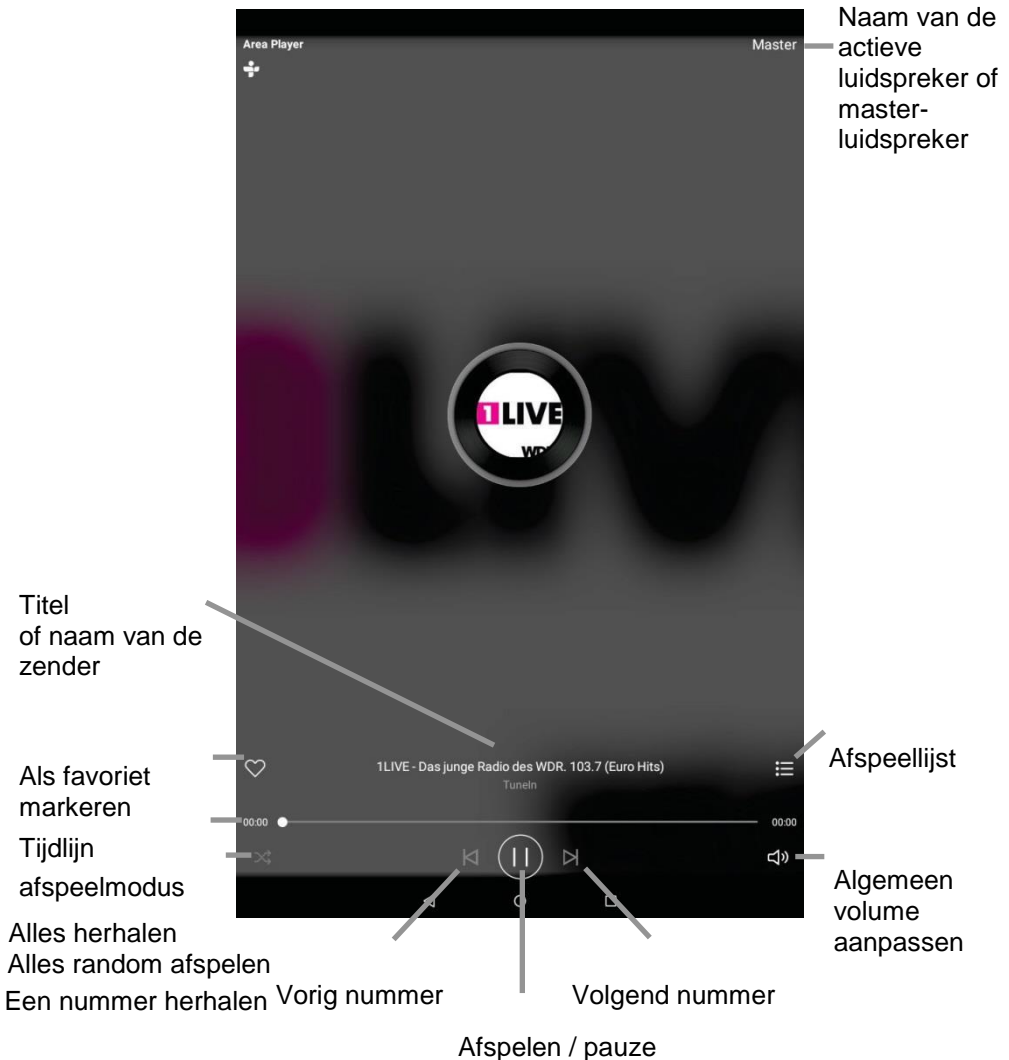 Naam van de
actieve
luidspreker of
master-
luidspreker
Area Player
Master
1LIVE
WDR
Titel
of naam van de
zender
1LIVE - Das junge Radio des WDR. 103.7 (Euro Hits)
TuneIn
Afspeellijst
Als favoriet
markeren
00:00
00:00
Tijdlijn
afspeelmodus
Algemeen
volume
aanpassen
Alles herhalen
Alles random afspelen
Een nummer herhalen
Vorig nummer
Volgend nummer
Afspelen / pauze